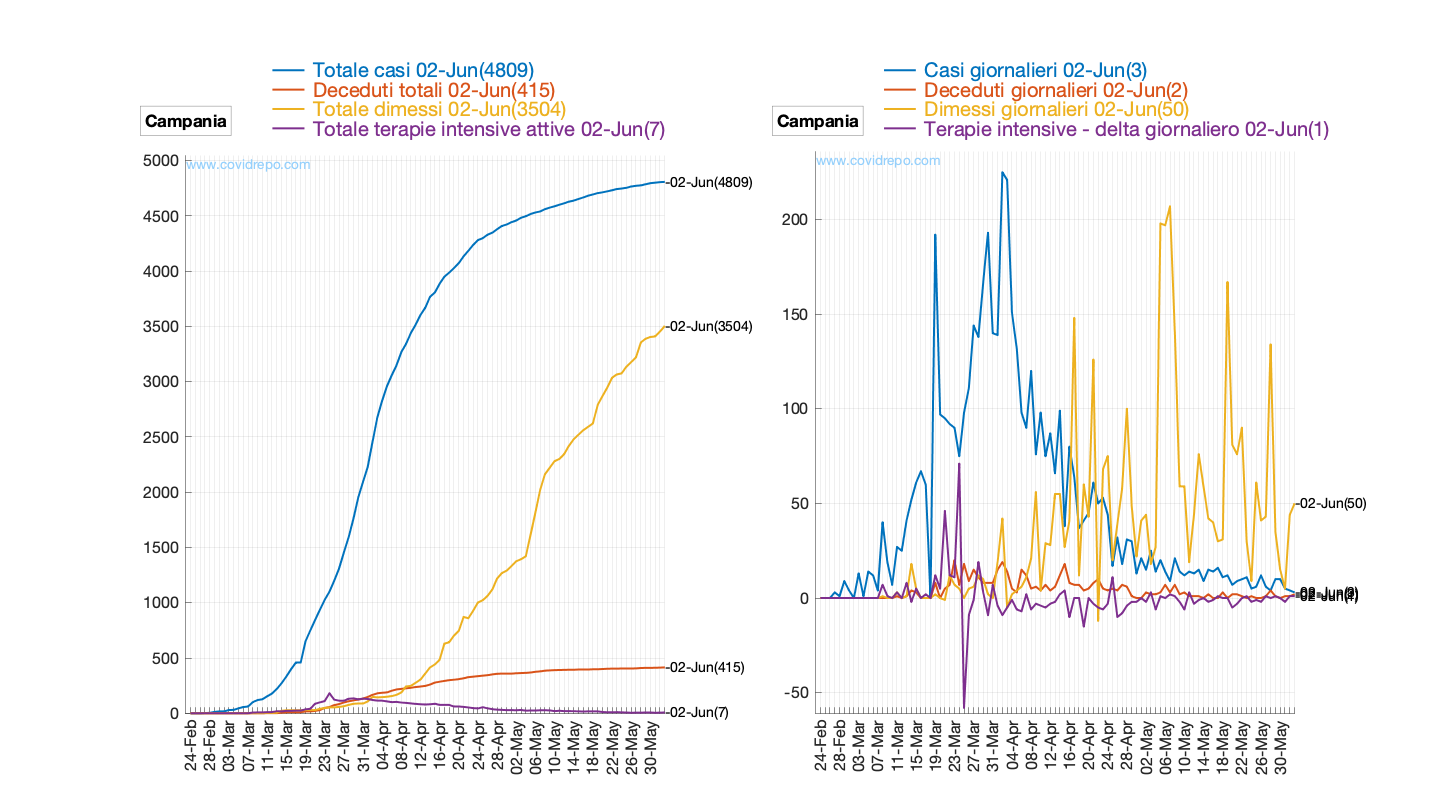 Totale casi 02-Jun(4809)
Deceduti totali 02-Jun(415)
Totale dimessi 02-Jun(3504)
Totale terapie intensive attive 02-Jun(7)
Campania
www.covidrepo.com
5000
4500
4000
3500
3000
2500
2000
1500
1000
500
0
-02-Jun(4809)
-02-Jun(3504)
-02-Jun(415)
-02-Jun(7)
24-Feb
28-Feb
03-Mar
07-Mar
11-Mar
15-Mar
19-Mar
23-Mar
27-Mar
31-Mar
04-Apr
08-Apr
12-Apr
16-Apr
20-Apr
24-Apr
28-Apr
02-May
06-May
10-May
14-May
18-May
22-May
26-May
30-May
Casi giornalieri 02-Jun(3)
Deceduti giornalieri 02-Jun(2)
Dimessi giornalieri 02-Jun(50)
Terapie intensive - delta giornaliero 02-Jun(1)
Campania
www.covidrepo.com
200
150
100
50
0
-50
-02-Jun(50)
24-Feb
28-Feb
03-Mar
07-Mar
11-Mar
15-Mar
19-Mar
23-Mar
27-Mar
31-Mar
04-Apr
08-Apr
12-Apr
16-Apr
20-Apr
24-Apr
28-Apr
02-May
06-May
10-May
14-May
18-May
22-May
26-May
30-May